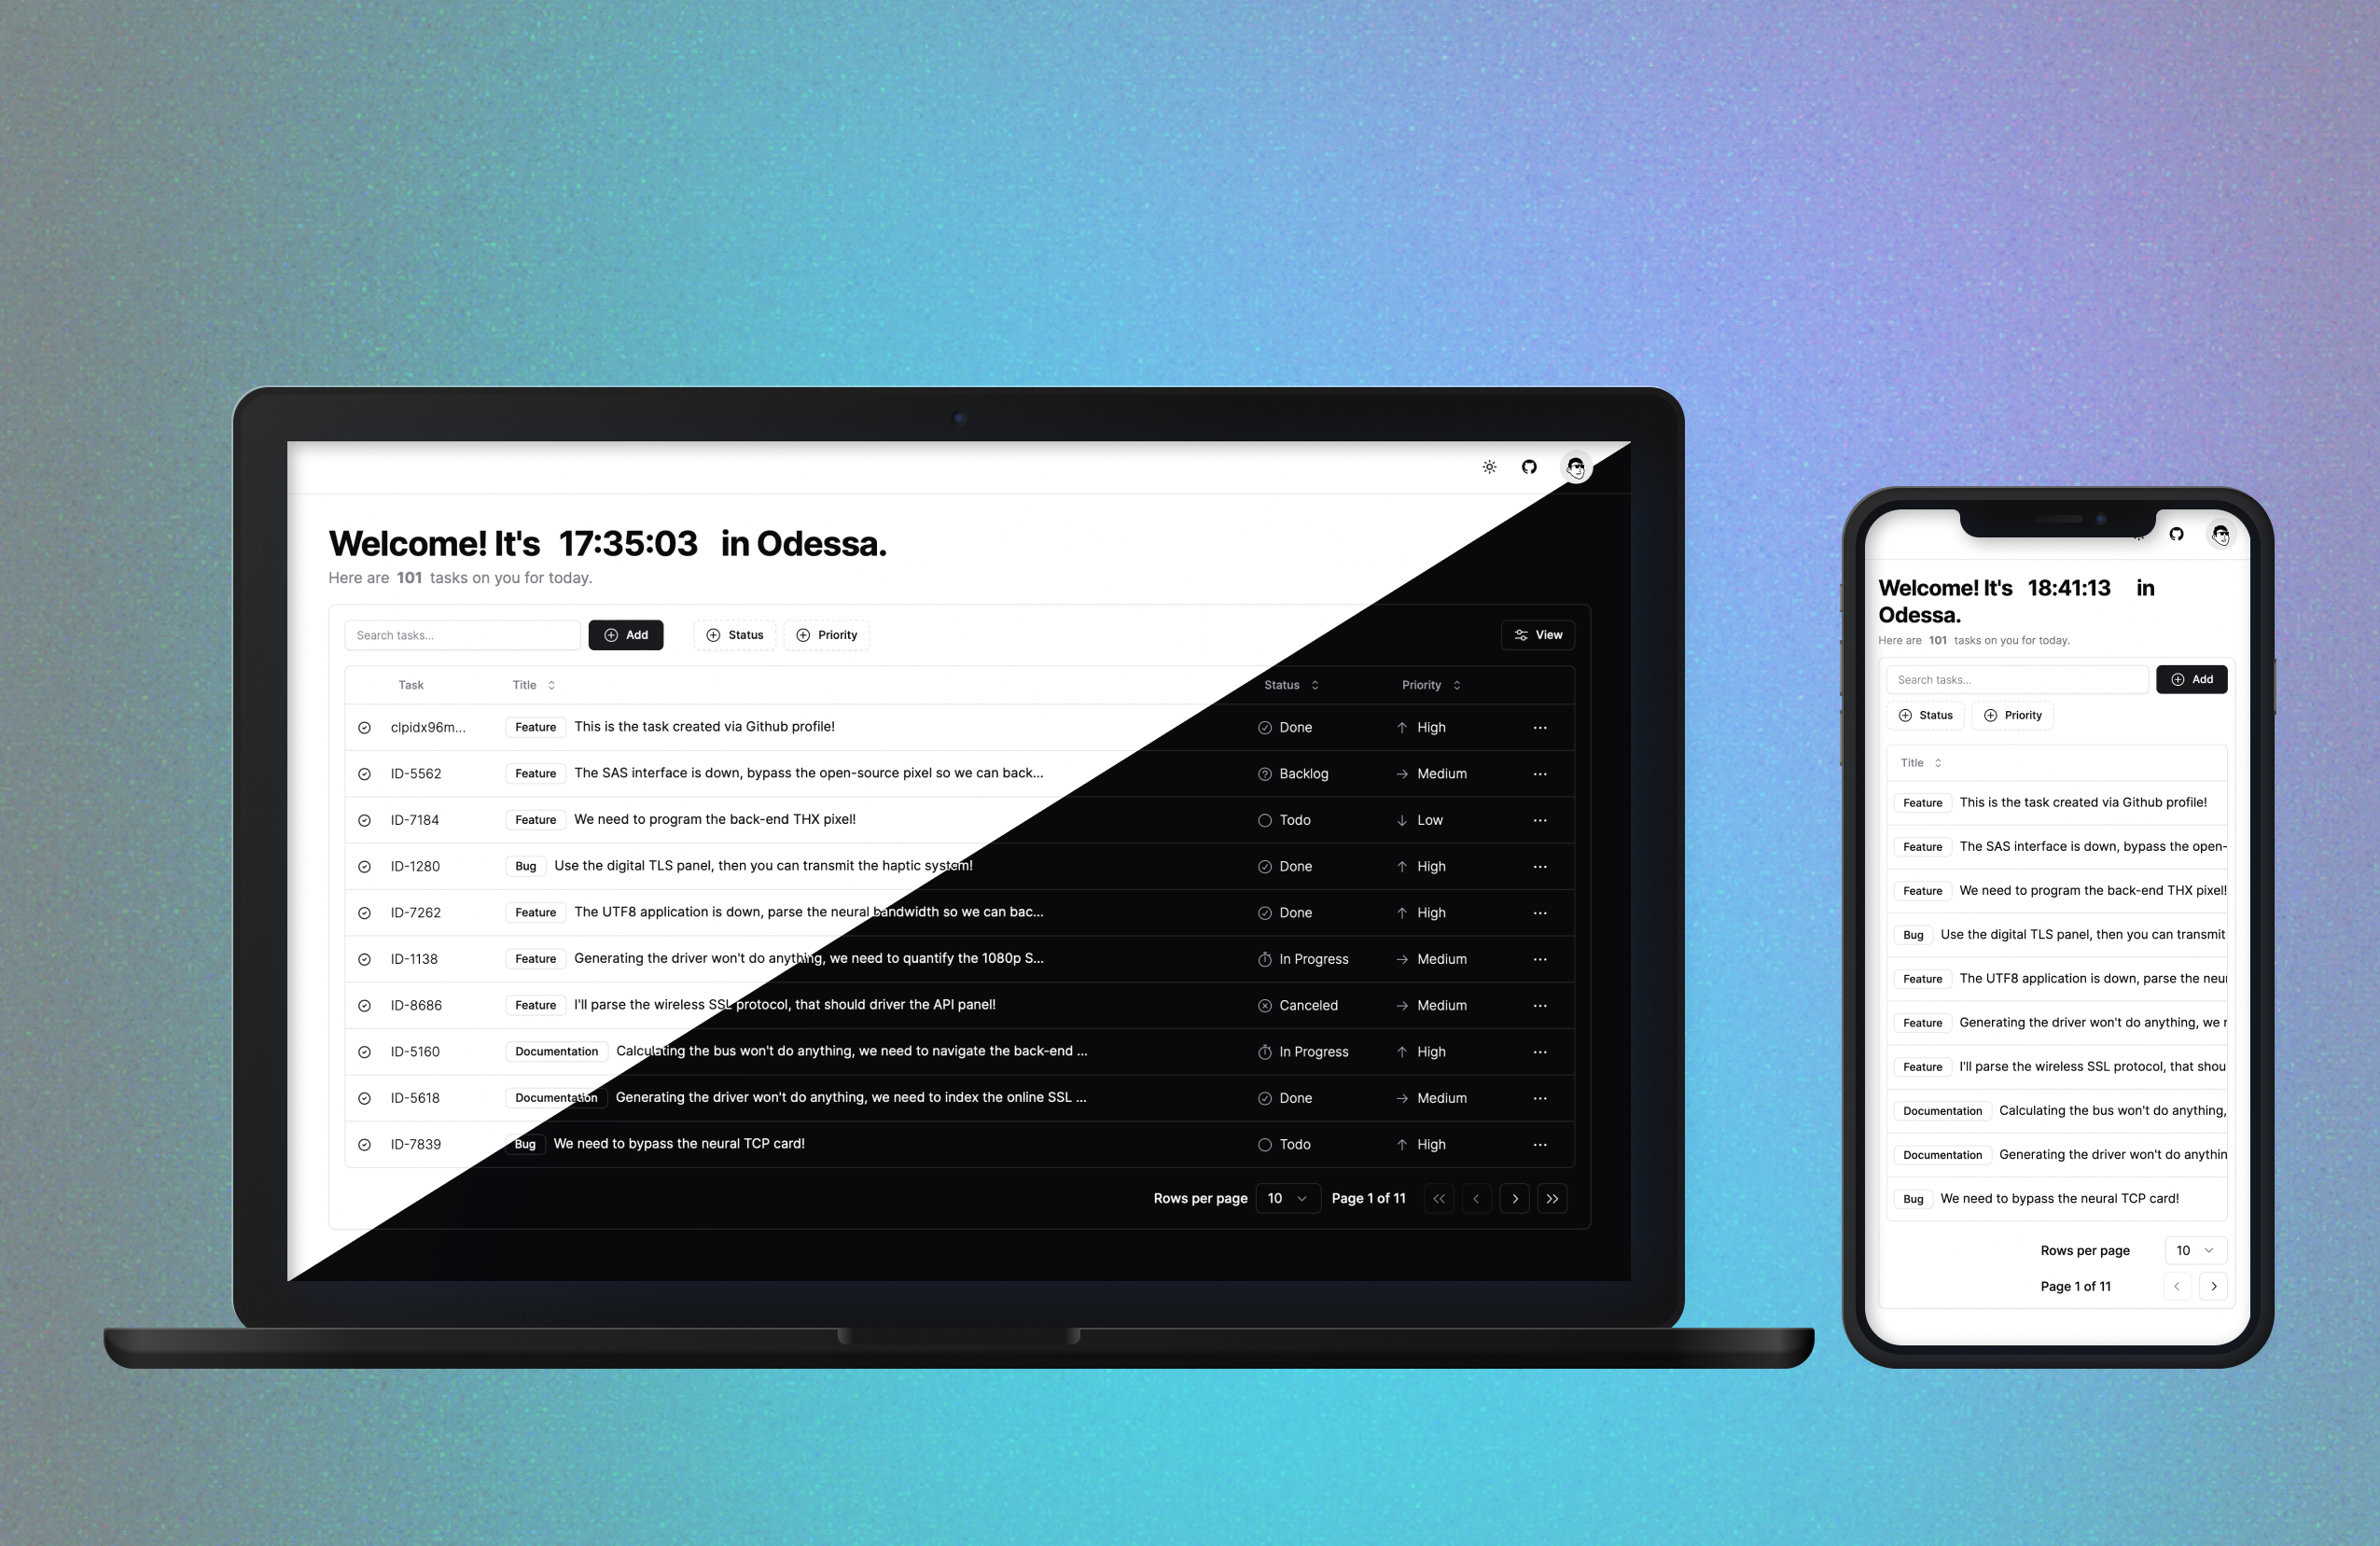 Welcome! It's 17:35:03 in Odessa.
Here are 101 tasks on you for today.
Search tasks...
Add
Status
Priority
View
Task Title Status Priority
clpidx96m... Feature This is the task created via Github profile! Done High
ID-5562 Feature The SAS interface is down, bypass the open-source pixel so we can back... Backlog Medium
ID-7184 Feature We need to program the back-end THX pixel! Todo Low
ID-1280 Bug Use the digital TLS panel, then you can transmit the haptic system! Done High
ID-7262 Feature The UTF8 application is down, parse the neural bandwidth so we can bac... Done High
ID-1138 Feature Generating the driver won't do anything, we need to quantify the 1080p S... In Progress Medium
ID-8686 Feature I'll parse the wireless SSL protocol, that should driver the API panel! Canceled Medium
ID-5160 Documentation Calculating the bus won't do anything, we need to navigate the back-end ... In Progress High
ID-5618 Documentation Generating the driver won't do anything, we need to index the online SSL ... Done Medium
ID-7839 Bug We need to bypass the neural TCP card! Todo High
Rows per page 10 Page 1 of 11
Welcome! It's 18:41:13 in
Odessa.
Here are 101 tasks on you for today.
Search tasks...
Add
Status
Priority
Title
Feature This is the task created via Github profile!
Feature The SAS interface is down, bypass the open-
Feature We need to program the back-end THX pixel!
Bug Use the digital TLS panel, then you can transmit
Feature The UTF8 application is down, parse the neur
Feature Generating the driver won't do anything, we r
Feature I'll parse the wireless SSL protocol, that shou
Documentation Calculating the bus won't do anything,
Documentation Generating the driver won't do anythin
Bug We need to bypass the neural TCP card!
Rows per page 10
Page 1 of 11